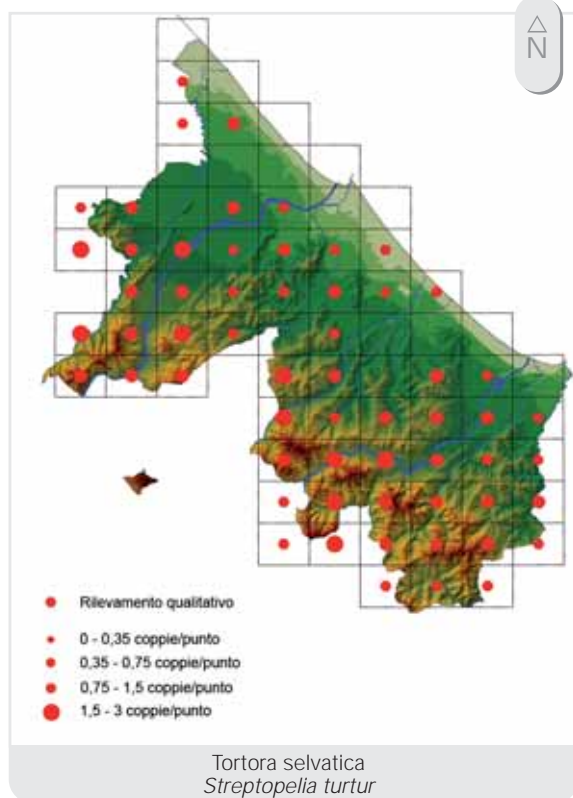 N
Rilevamento qualitativo
0 - 0,35 coppie/punto
0,35 - 0,75 coppie/punto
0,75 - 1,5 coppie/punto
1,5 - 3 coppie/punto
Tortora selvatica
Streptopelia turtur